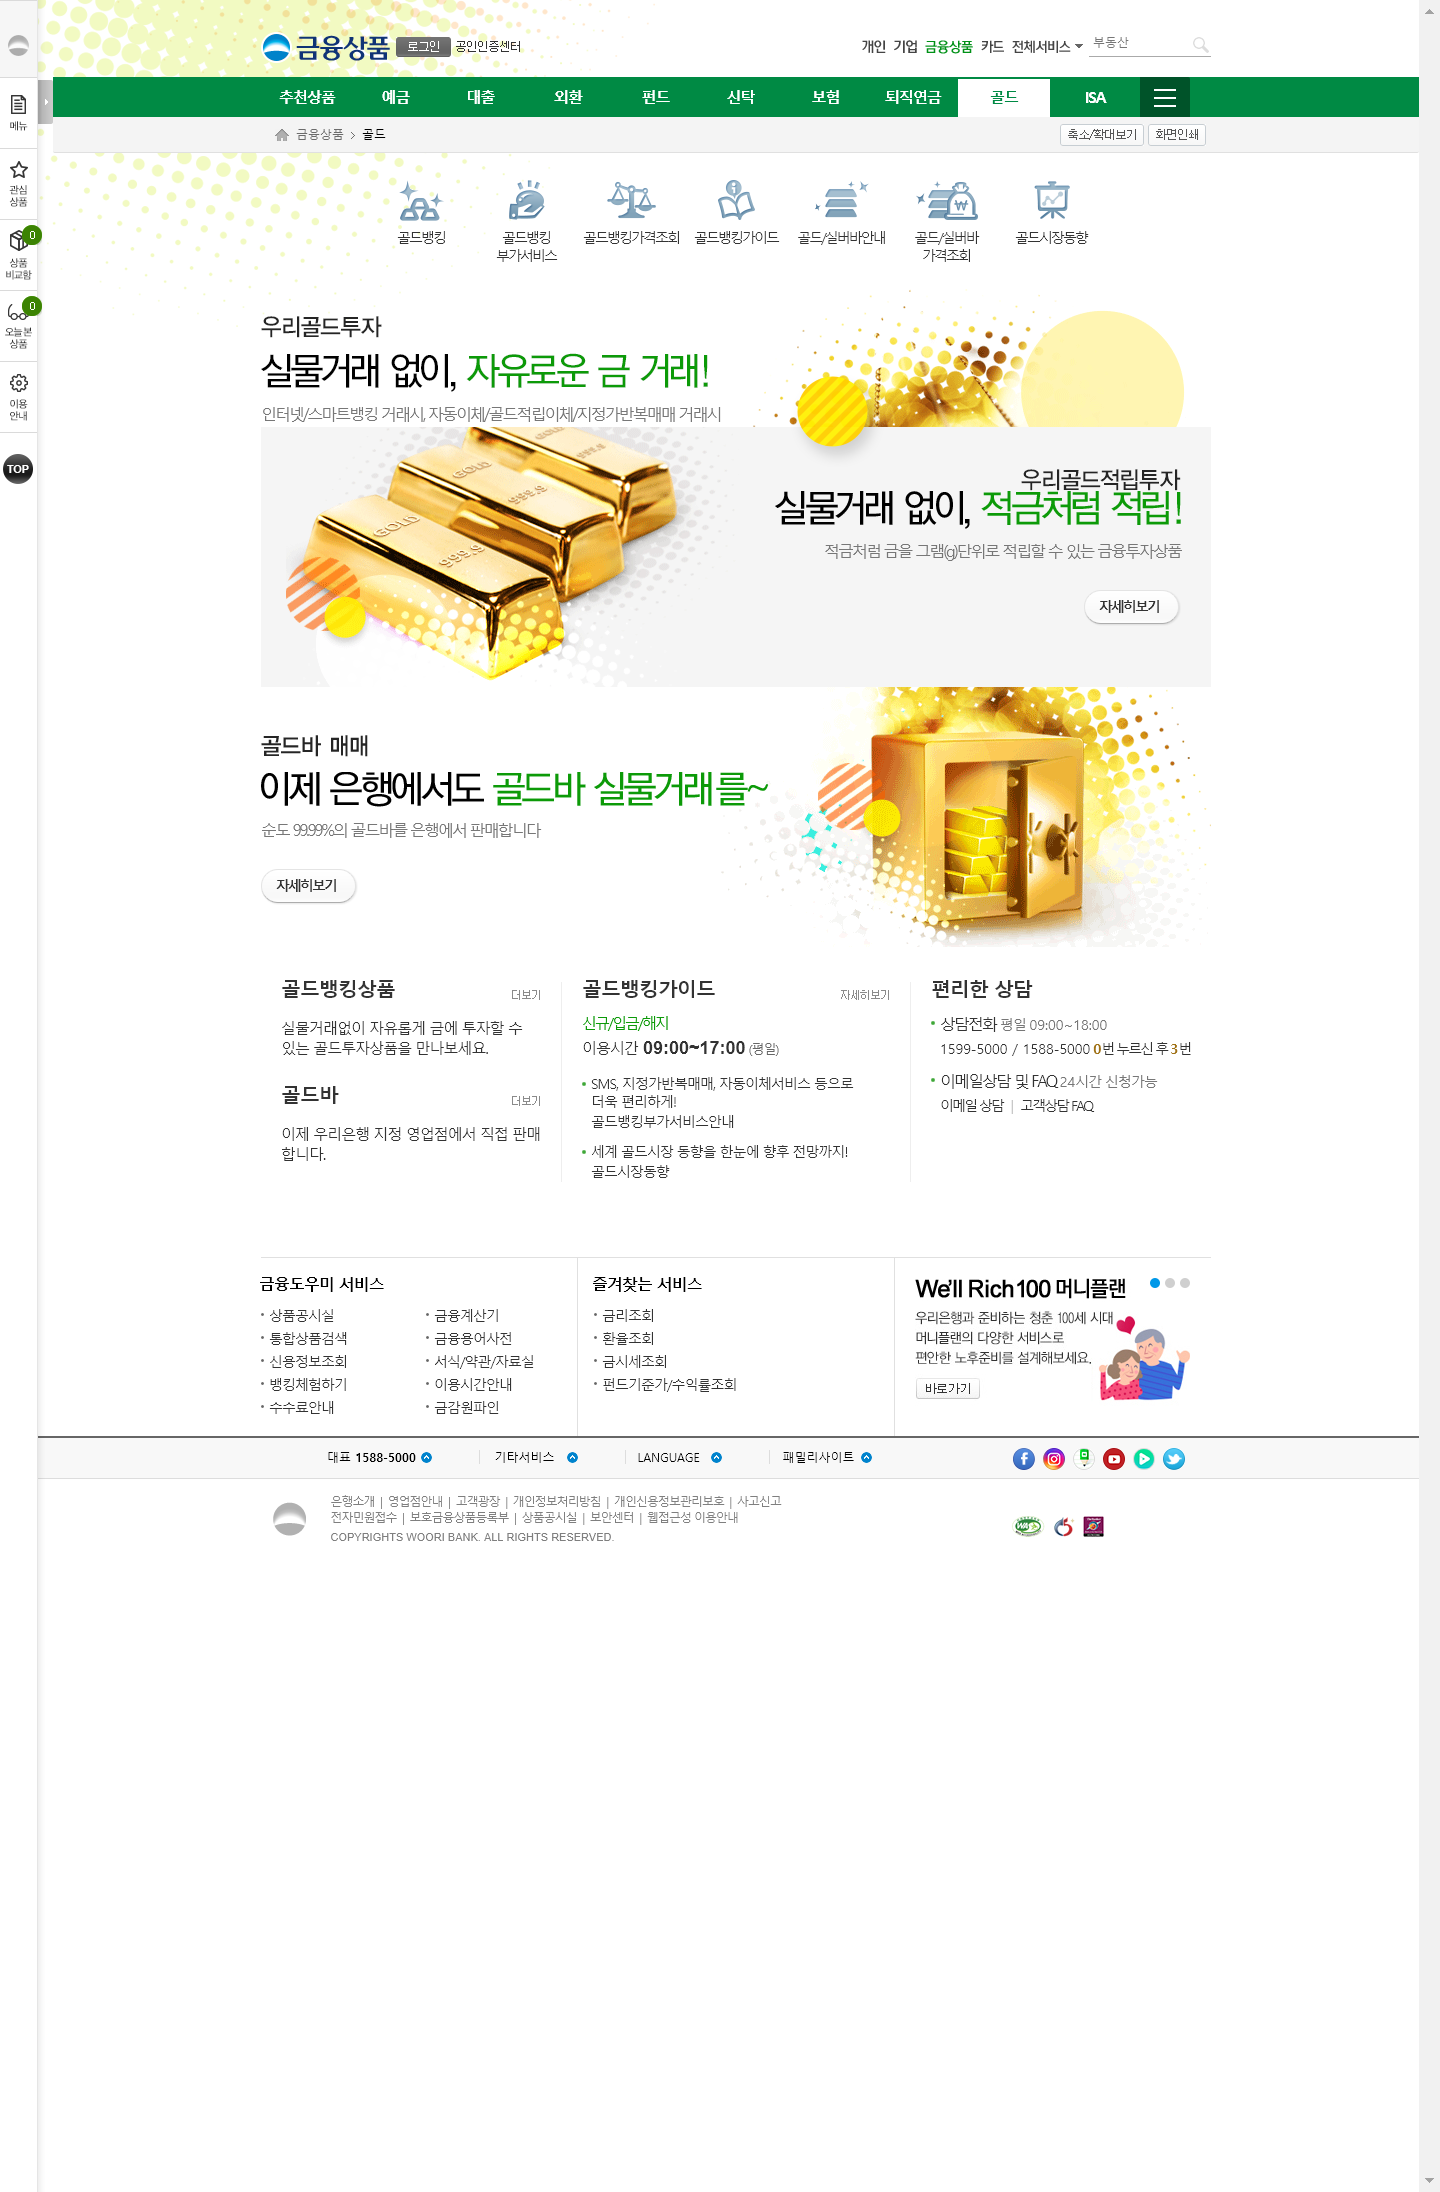 금융상품
로그인
공인인증센터
개인 기업 금융상품 카드 전체서비스
부동산
메뉴
관심
상품
0
상품
비교함
0
오늘본
상품
이용
안내
TOP
추천상품 예금 대출 외환 펀드 신탁 보험 퇴직연금 골드 ISA
금융상품 > 골드
축소/확대보기
화면인쇄
골드뱅킹
골드뱅킹
부가서비스
골드뱅킹가격조회
골드뱅킹가이드
골드/실버바안내
골드/실버바
가격조회
골드시장동향
우리골드투자
실물거래 없이, 자유로운 금 거래!
인터넷/스마트뱅킹 거래시, 자동이체/골드적립이체/지정가반복매매 거래시
GOLD
999.9
GOLD
999.9
우리골드적립투자
실물거래 없이, 적금처럼 적립!
적금처럼 금을 그램(g)단위로 적립할 수 있는 금융투자상품
자세히보기
골드바 매매
이제 은행에서도 골드바 실물거래를~
순도 99.99%의 골드바를 은행에서 판매합니다
자세히보기
골드뱅킹상품
더보기
실물거래없이 자유롭게 금에 투자할 수
있는 골드투자상품을 만나보세요.
골드바
더보기
이제 우리은행 지정 영업점에서 직접 판매
합니다.
골드뱅킹가이드
자세히보기
신규/입금/해지
이용시간 09:00~17:00 (평일)
SMS, 지정가반복매매, 자동이체서비스 등으로
더욱 편리하게!
골드뱅킹부가서비스안내
세계 골드시장 동향을 한눈에 향후 전망까지!
골드시장동향
편리한 상담
상담전화 평일 09:00~18:00
1599-5000 / 1588-5000 0번 누르신 후 3번
이메일상담 및 FAQ 24시간 신청가능
이메일 상담 | 고객상담 FAQ
금융도우미 서비스
상품공시실
통합상품검색
신용정보조회
뱅킹체험하기
수수료안내
금융계산기
금융용어사전
서식/약관/자료실
이용시간안내
금감원파인
즐겨찾는 서비스
금리조회
환율조회
금시세조회
펀드기준가/수익률조회
We'll Rich100 머니플랜
우리은행과 준비하는 청춘 100세 시대
머니플랜의 다양한 서비스로
편안한 노후준비를 설계해보세요.
바로가기
대표 1588-5000
기타서비스
LANGUAGE
패밀리사이트
은행소개 | 영업점안내 | 고객광장 | 개인정보처리방침 | 개인신용정보관리보호 | 사고신고
전자민원접수 | 보호금융상품등록부 | 상품공시실 | 보안센터 | 웹접근성 이용안내
COPYRIGHTS WOORI BANK. ALL RIGHTS RESERVED.